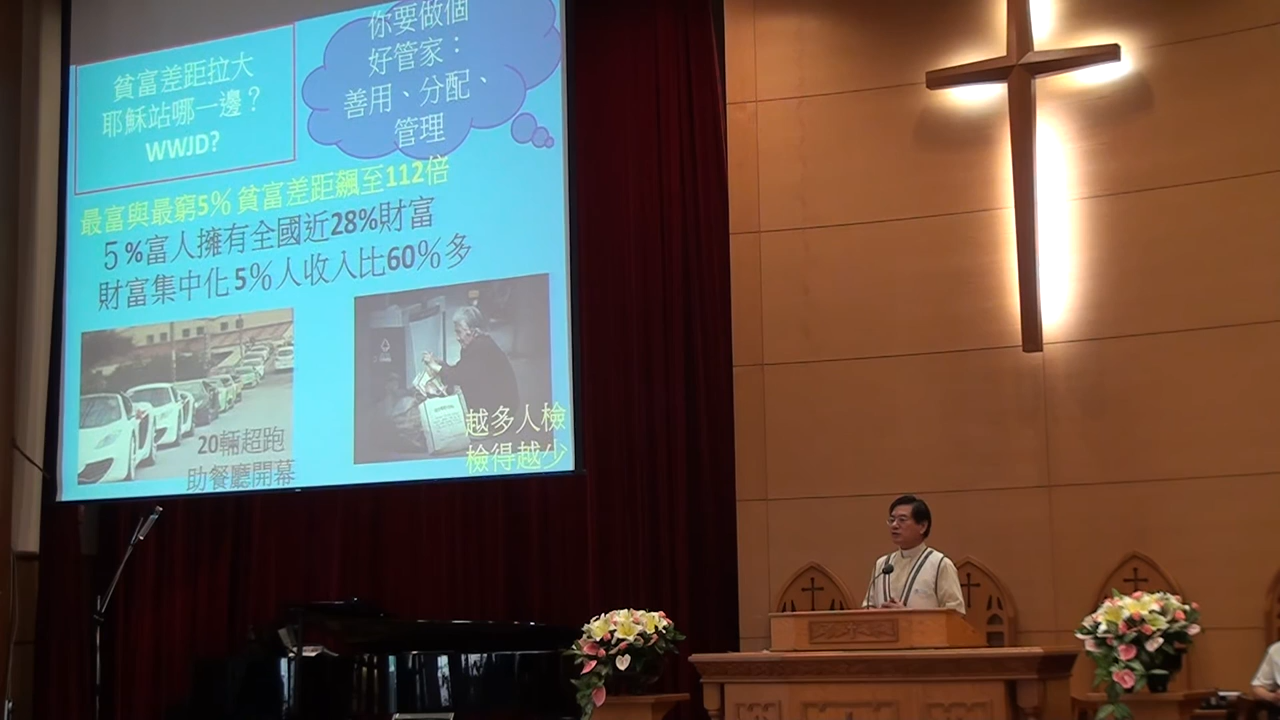 貧富差距拉大
耶穌站哪一邊？
WWJD?
你要做個
好管家：
善用、分配、
管理
最富與最窮5% 貧富差距飆至112倍
５%富人擁有全國近28%財富
財富集中化5%人收入比60%多
20輛超跑
助餐廳開幕
越多人檢
檢得越少